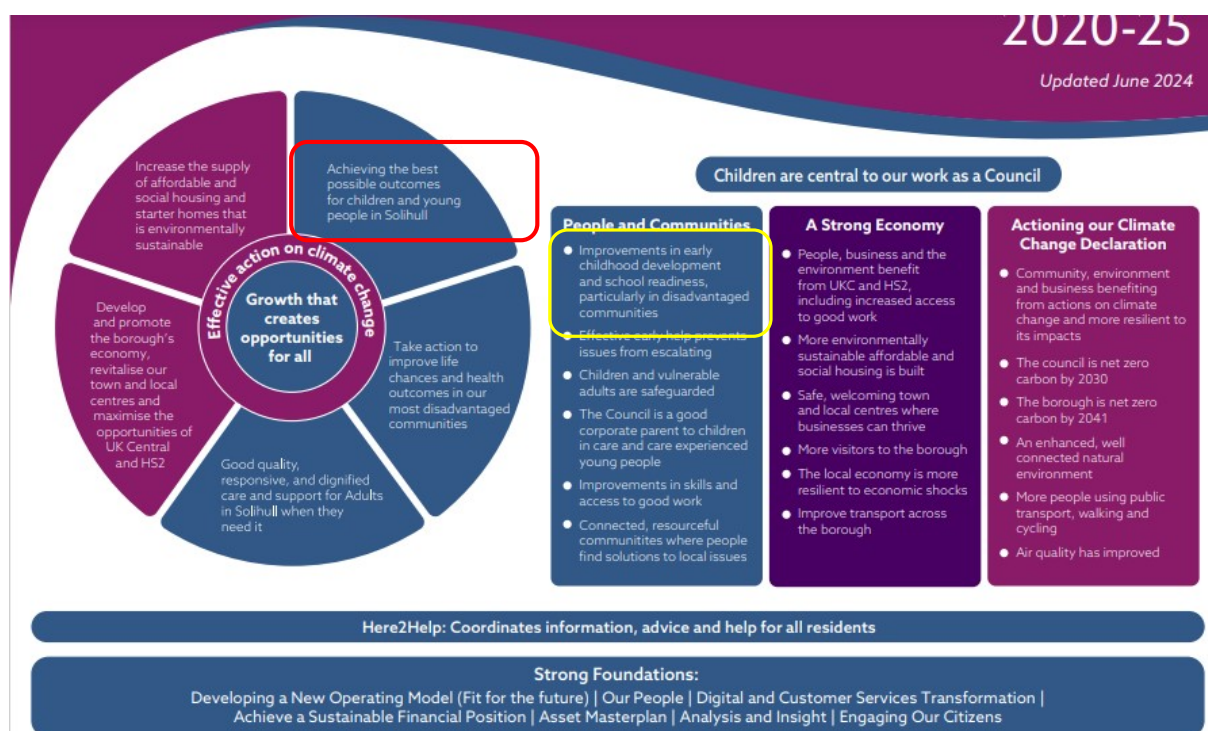 2020-25
Updated June 2024
Increase the supply
of affordable and
social housing and
starter homes that
is environmentally
sustainable
Achieving the best
possible outcomes
for children and young
people in Solihull
Develop
and promote
the borough's
economy,
revitalise our
town and local
centres and
maximise the
opportunities of
UK Central
and HS2
Effective action on climate change
Growth that
creates
opportunities
for all
Take action to
improve life
chances and health
outcomes in our
most disadvantaged
communities
Good quality,
responsive, and dignified
care and support for Adults
in Solihull when they
need it
Children are central to our work as a Council
People and Communities
● Improvements in early
childhood development
and school readiness,
particularly in disadvantaged
communities
● Effective early help prevents
issues from escalating
● Children and vulnerable
adults are safeguarded
● The Council is a good
corporate parent to children
in care and care experienced
young people
● Improvements in skills and
access to good work
● Connected, resourceful
communitites where people
find solutions to local issues
A Strong Economy
● People, business and the
environment benefit
from UKC and HS2,
including increased access
to good work
● More environmentally
sustainable affordable and
social housing is built
● Safe, welcoming town
and local centres where
businesses can thrive
● More visitors to the borough
● The local economy is more
resilient to economic shocks
● Improve transport across
the borough
Actioning our Climate
Change Declaration
● Community, environment
and business benefiting
from actions on climate
change and more resilient to
its impacts
● The council is net zero
carbon by 2030
● The borough is net zero
carbon by 2041
● An enhanced, well
connected natural
environment
● More people using public
transport, walking and
cycling
● Air quality has improved
Here2Help: Coordinates information, advice and help for all residents
Strong Foundations:
Developing a New Operating Model (Fit for the future) | Our People | Digital and Customer Services Transformation |
Achieve a Sustainable Financial Position | Asset Masterplan | Analysis and Insight | Engaging Our Citizens